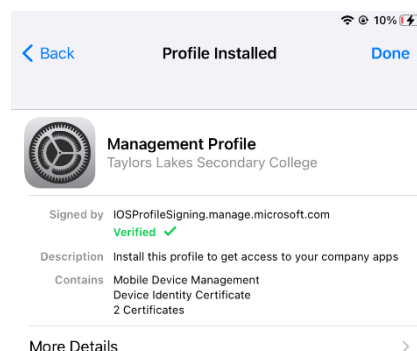 10%
Back
Profile Installed
Done
Management Profile
Taylors Lakes Secondary College
Signed by IOSProfileSigning.manage.microsoft.com
Verified ✓
Description Install this profile to get access to your company apps
Contains Mobile Device Management
Device Identity Certificate
2 Certificates
More Details